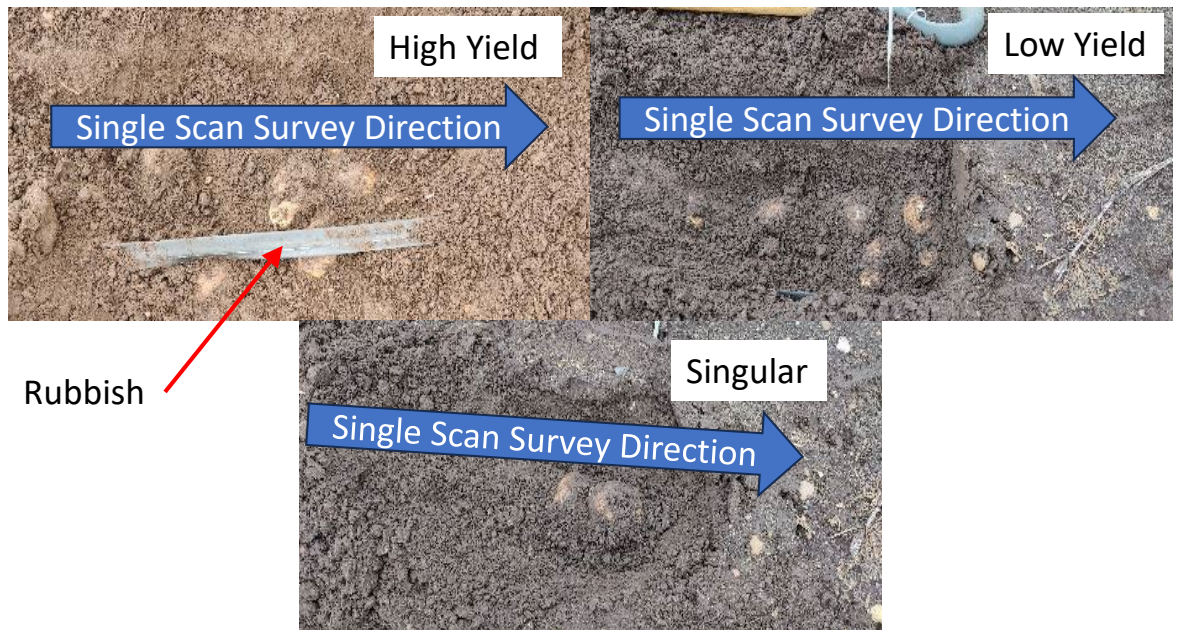 High Yield
Single Scan Survey Direction
Low Yield
Single Scan Survey Direction
Rubbish
Singular
Single Scan Survey Direction